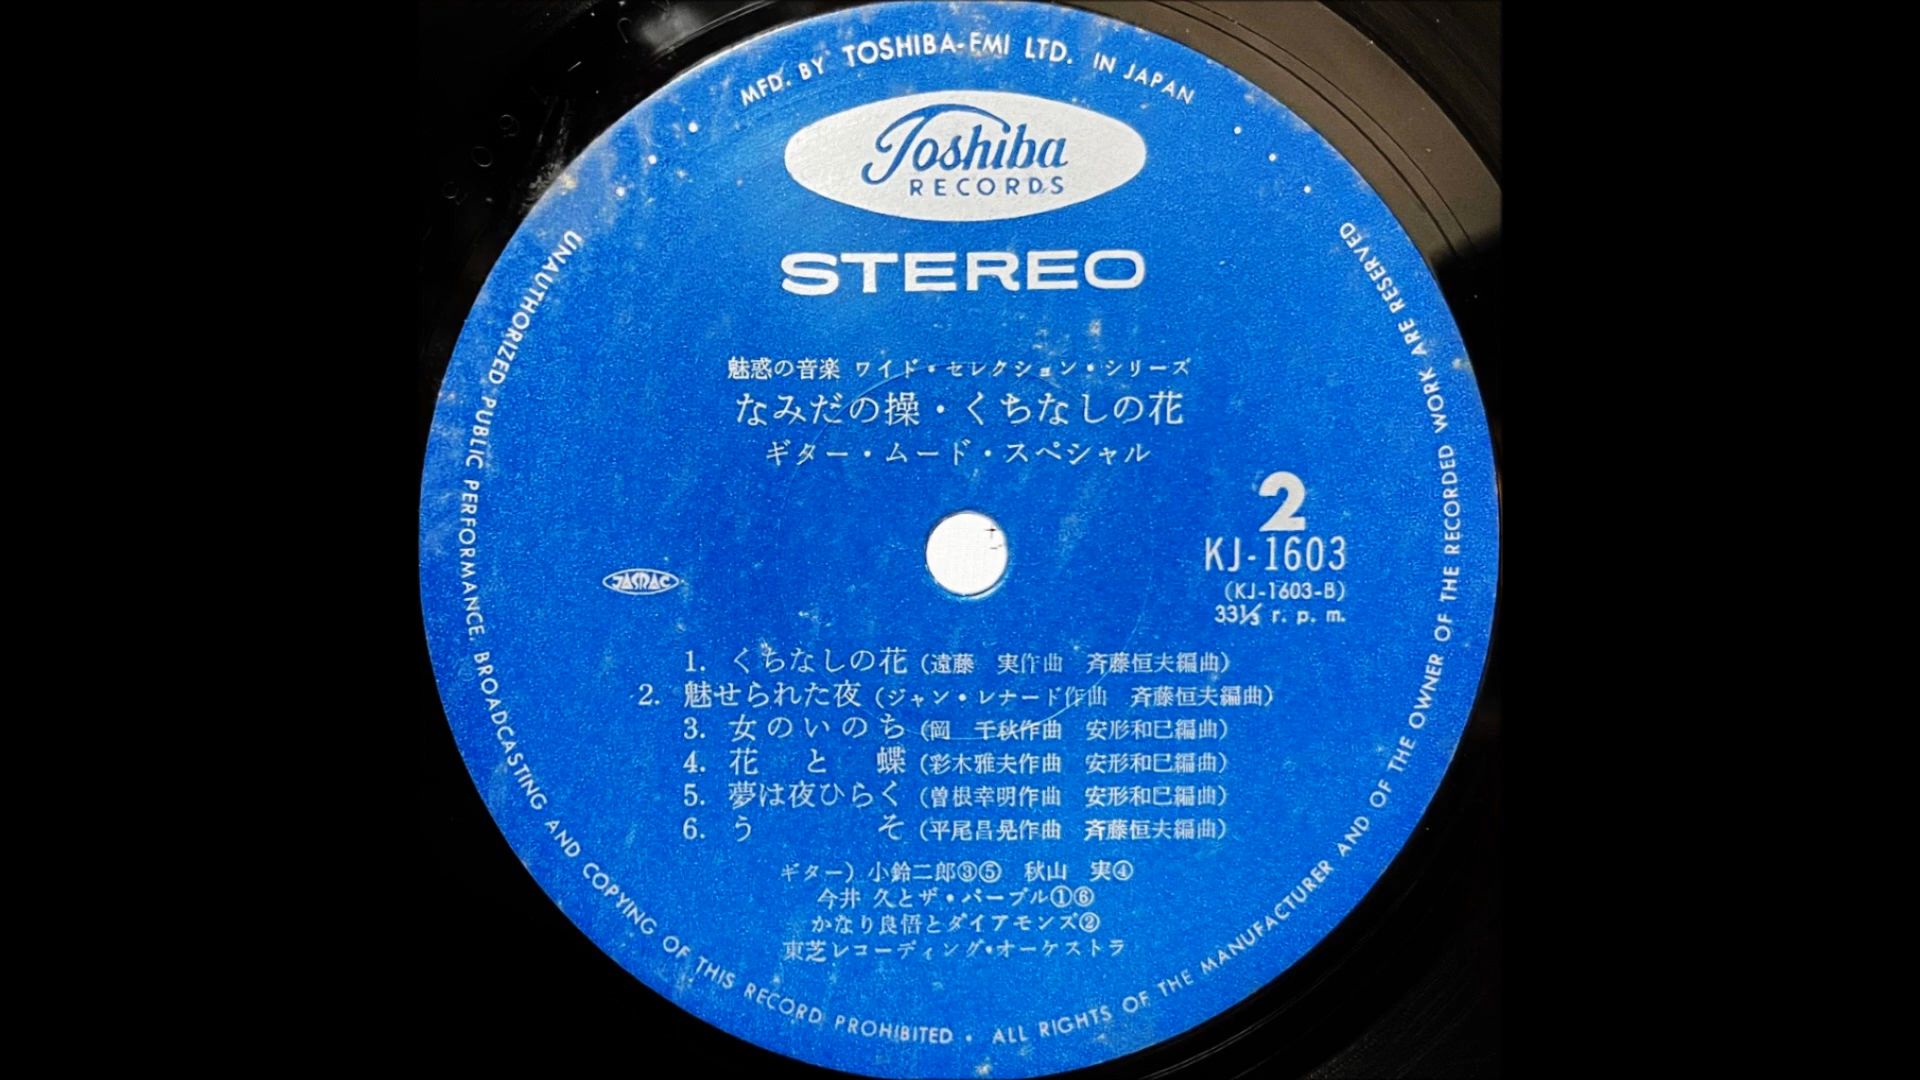 MFD. BY TOSHIBA-EMI LTD. IN JAPAN
Toshiba
RECORDS
STEREO
魅惑の音楽 ワイド・セレクション・シリーズ
なみだの操・くちなしの花
ギター・ムード・スペシャル
2
KJ-1603
(KJ-1603-B)
33⅓ r. p. m.
JASRAC
1. くちなしの花 (遠藤 実作曲 斉藤恒夫編曲)
2. 魅せられた夜 (ジャン・レナード作曲 斉藤恒夫編曲)
3. 女のいのち (岡 千秋作曲 安形和巳編曲)
4. 花と蝶 (彩木雅夫作曲 安形和巳編曲)
5. 夢は夜ひらく (曽根幸明作曲 安形和巳編曲)
6. うそ (平尾昌晃作曲 斉藤恒夫編曲)
ギター) 小鈴二郎③⑤ 秋山 実④
今井 久とザ・パープル①⑥
かなり良悟とダイアモンズ②
東芝レコーディング・オーケストラ
UNAUTHORIZED PUBLIC PERFORMANCE. BROADCASTING AND COPYING OF THIS RECORD PROHIBITED • ALL RIGHTS OF THE MANUFACTURER AND OF THE OWNER OF THE RECORDED WORK ARE RESERVED